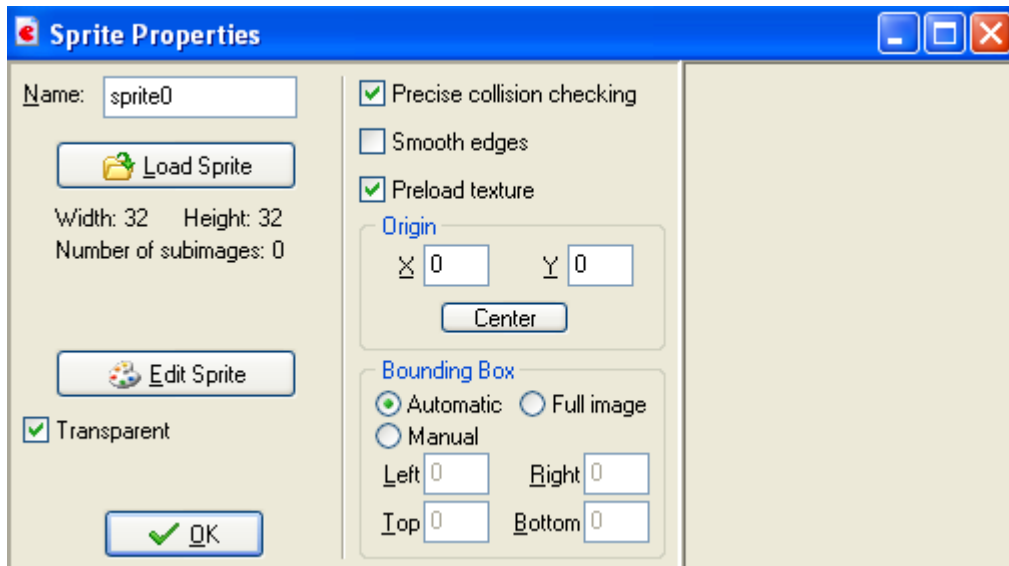 Sprite Properties
Name: sprite0
Load Sprite
Width: 32 Height: 32
Number of subimages: 0
Edit Sprite
Transparent
OK
Precise collision checking
Smooth edges
Preload texture
Origin
X 0 Y 0
Center
Bounding Box
Automatic Full image
Manual
Left 0 Right 0
Top 0 Bottom 0